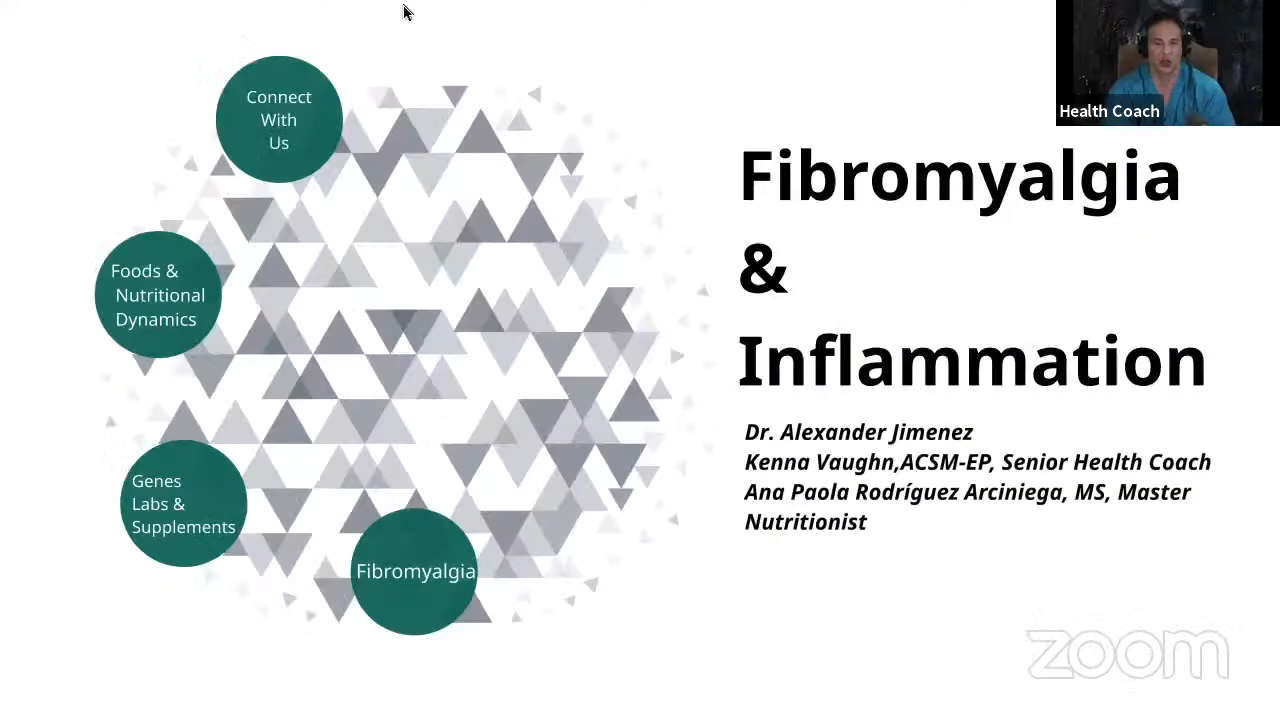 Connect
With
Us
Foods &
Nutritional
Dynamics
Genes
Labs &
Supplements
Fibromyalgia
Health Coach
Fibromyalgia
&
Inflammation
Dr. Alexander Jimenez
Kenna Vaughn,ACSM-EP, Senior Health Coach
Ana Paola Rodríguez Arciniega, MS, Master
Nutritionist
zoom